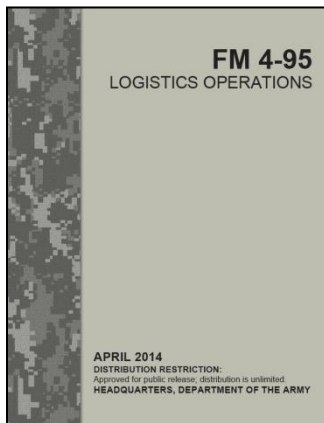 FM 4-95
LOGISTICS OPERATIONS
APRIL 2014
DISTRIBUTION RESTRICTION:
Approved for public release; distribution is unlimited.
HEADQUARTERS, DEPARTMENT OF THE ARMY